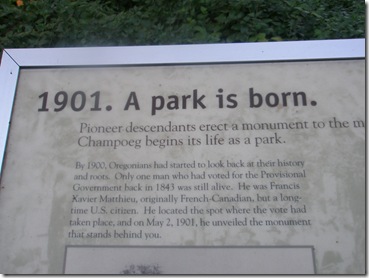 1901. A park is born.
Pioneer descendants erect a monument to the m
Champoeg begins its life as a park.
By 1900, Oregonians had started to look back at their history
and roots. Only one man who had voted for the Provisional
Government back in 1843 was still alive. He was Francis
Xavier Matthieu, originally French-Canadian, but a long-
time U.S. citizen. He located the spot where the vote had
taken place, and on May 2, 1901, he unveiled the monument
that stands behind you.